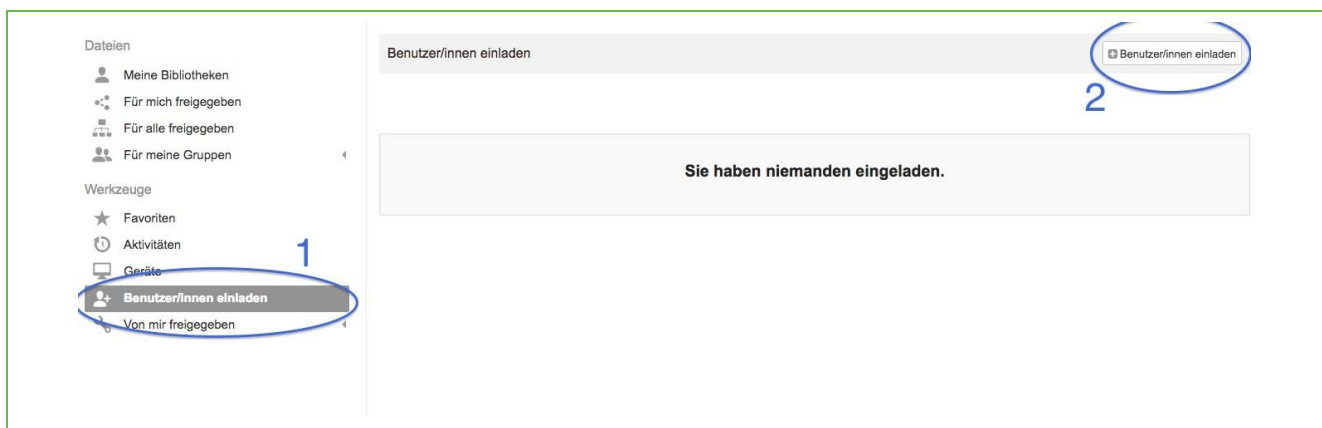 Dateien
Meine Bibliotheken
Für mich freigegeben
Für alle freigegeben
Für meine Gruppen
Werkzeuge
Favoriten
Aktivitäten
1
Geräte
Benutzer/innen einladen
Von mir freigegeben
Benutzer/innen einladen
Benutzer/innen einladen
2
Sie haben niemanden eingeladen.